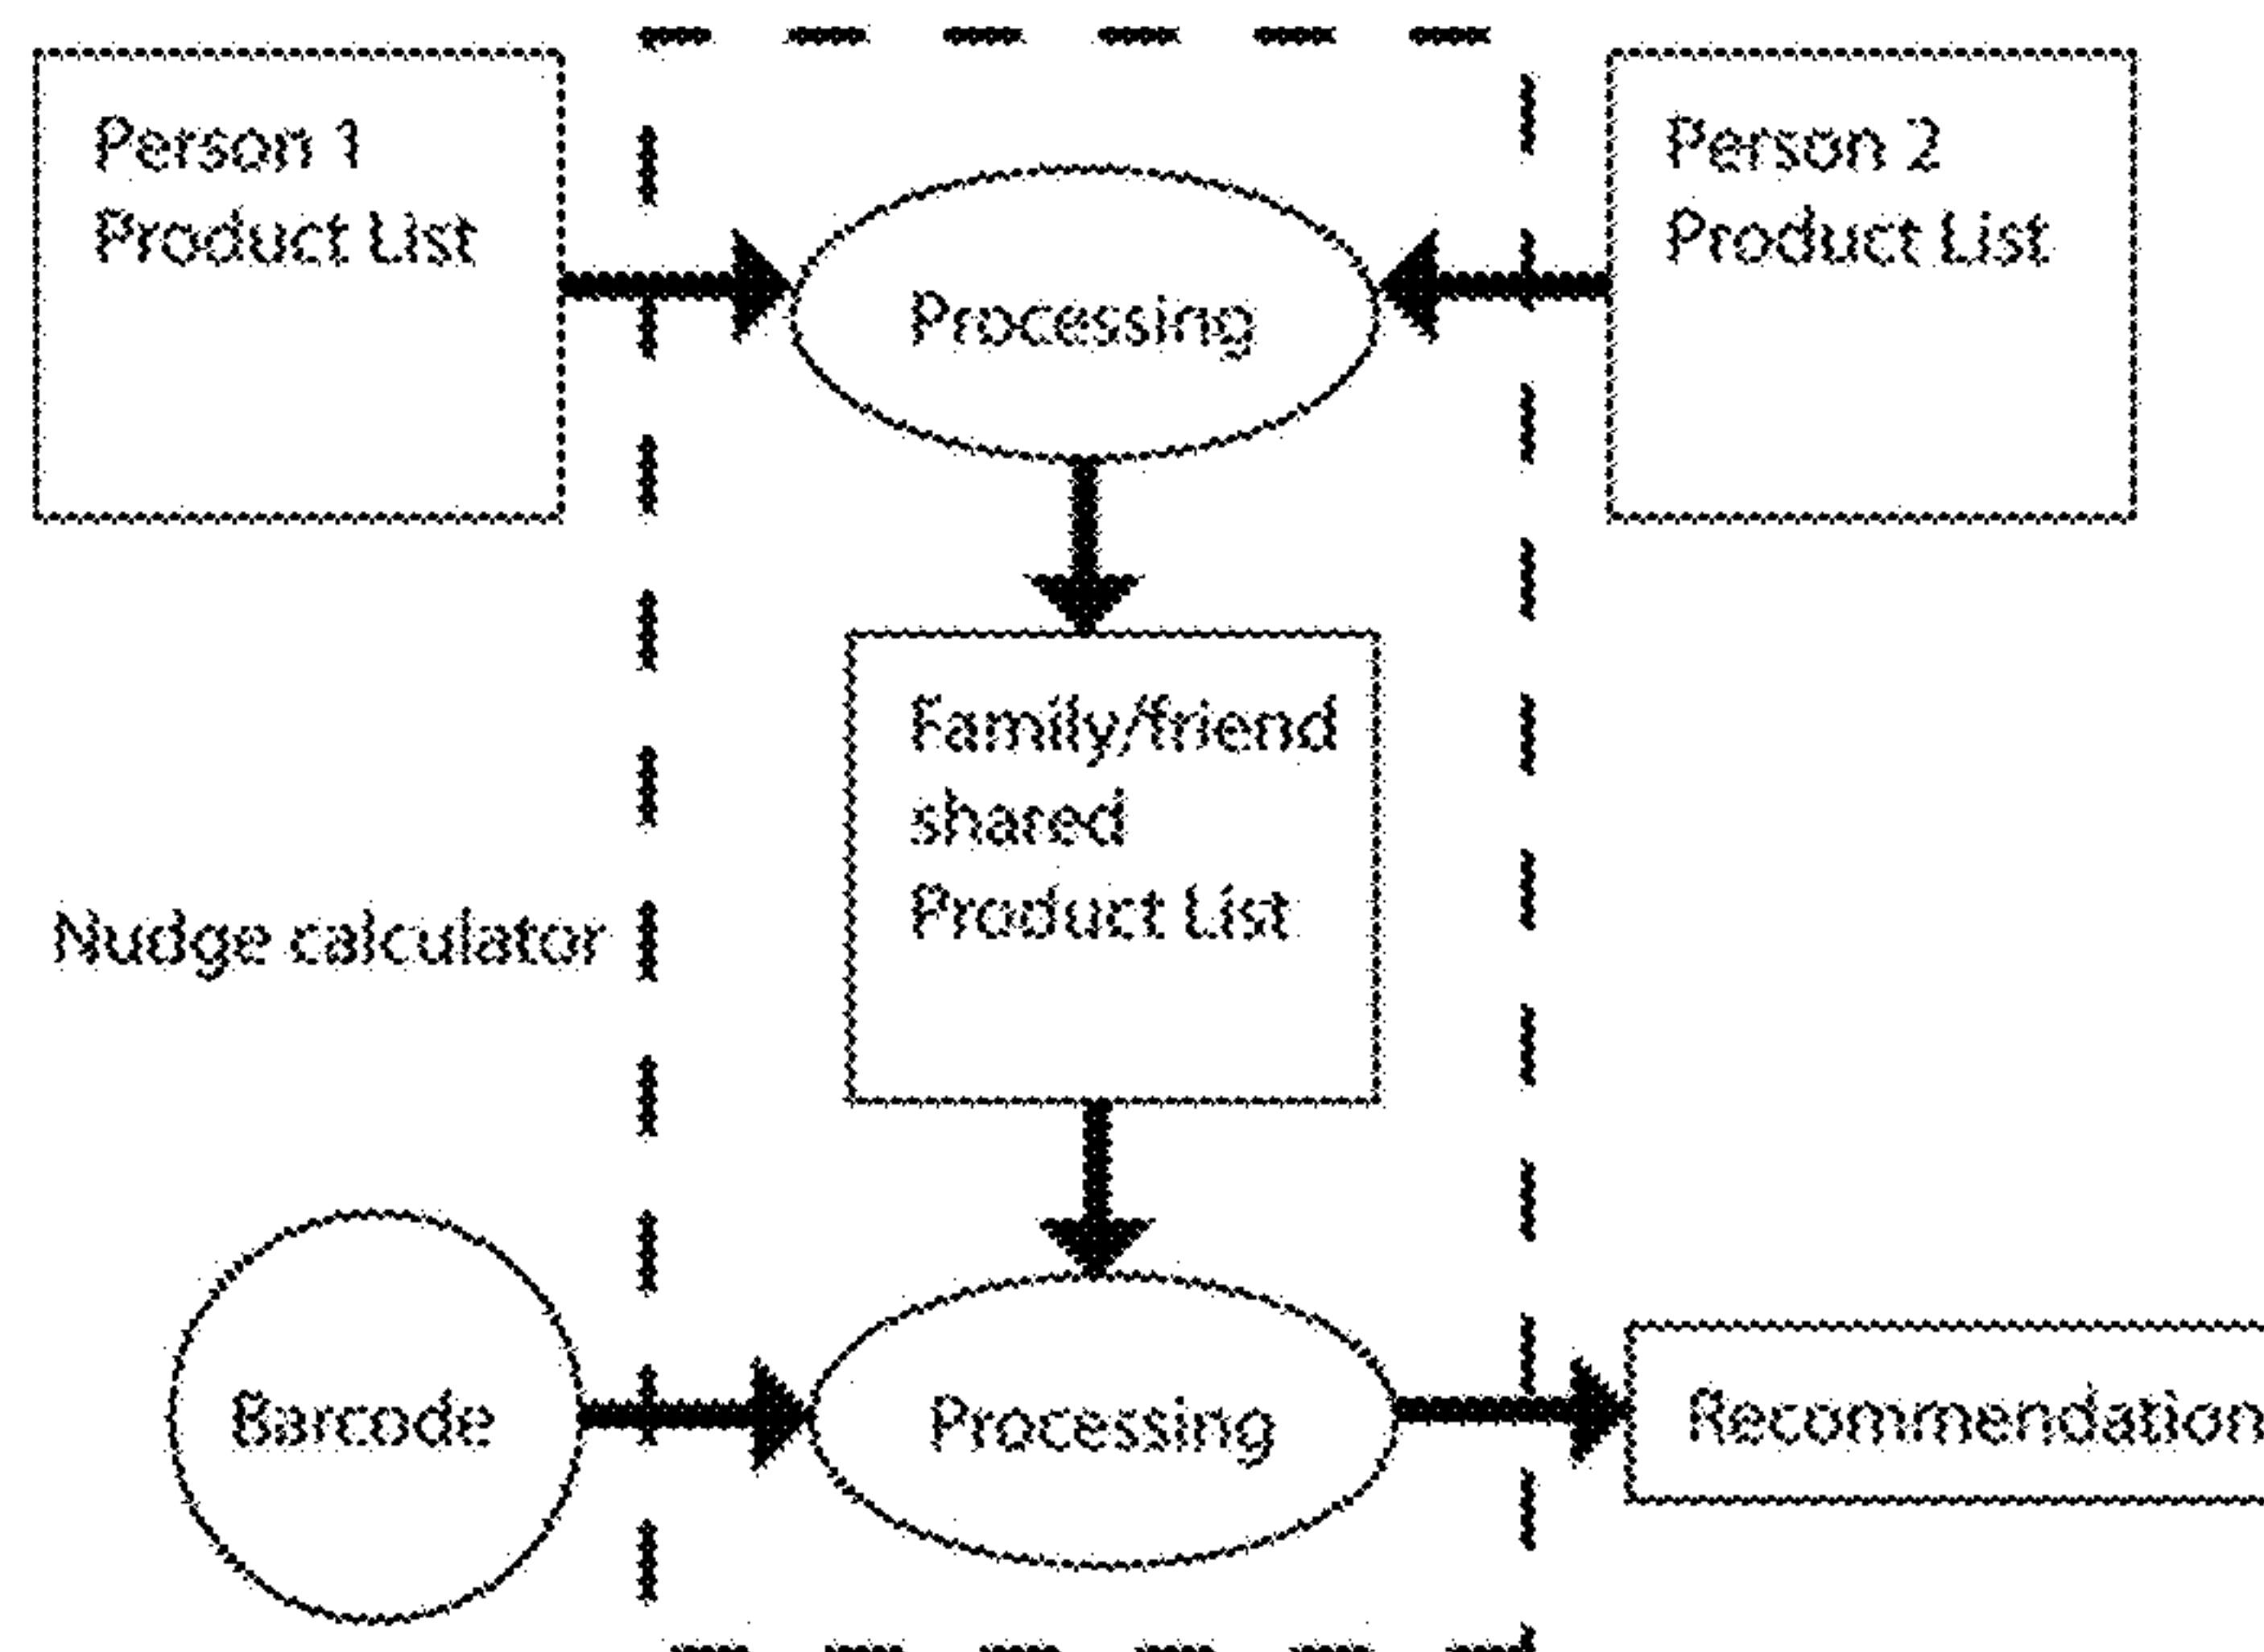 Person 1
Product List
Processing
Person 2
Product List
Family/friend
shared
Product List
Nudge calculator
Barcode
Processing
Recommendation